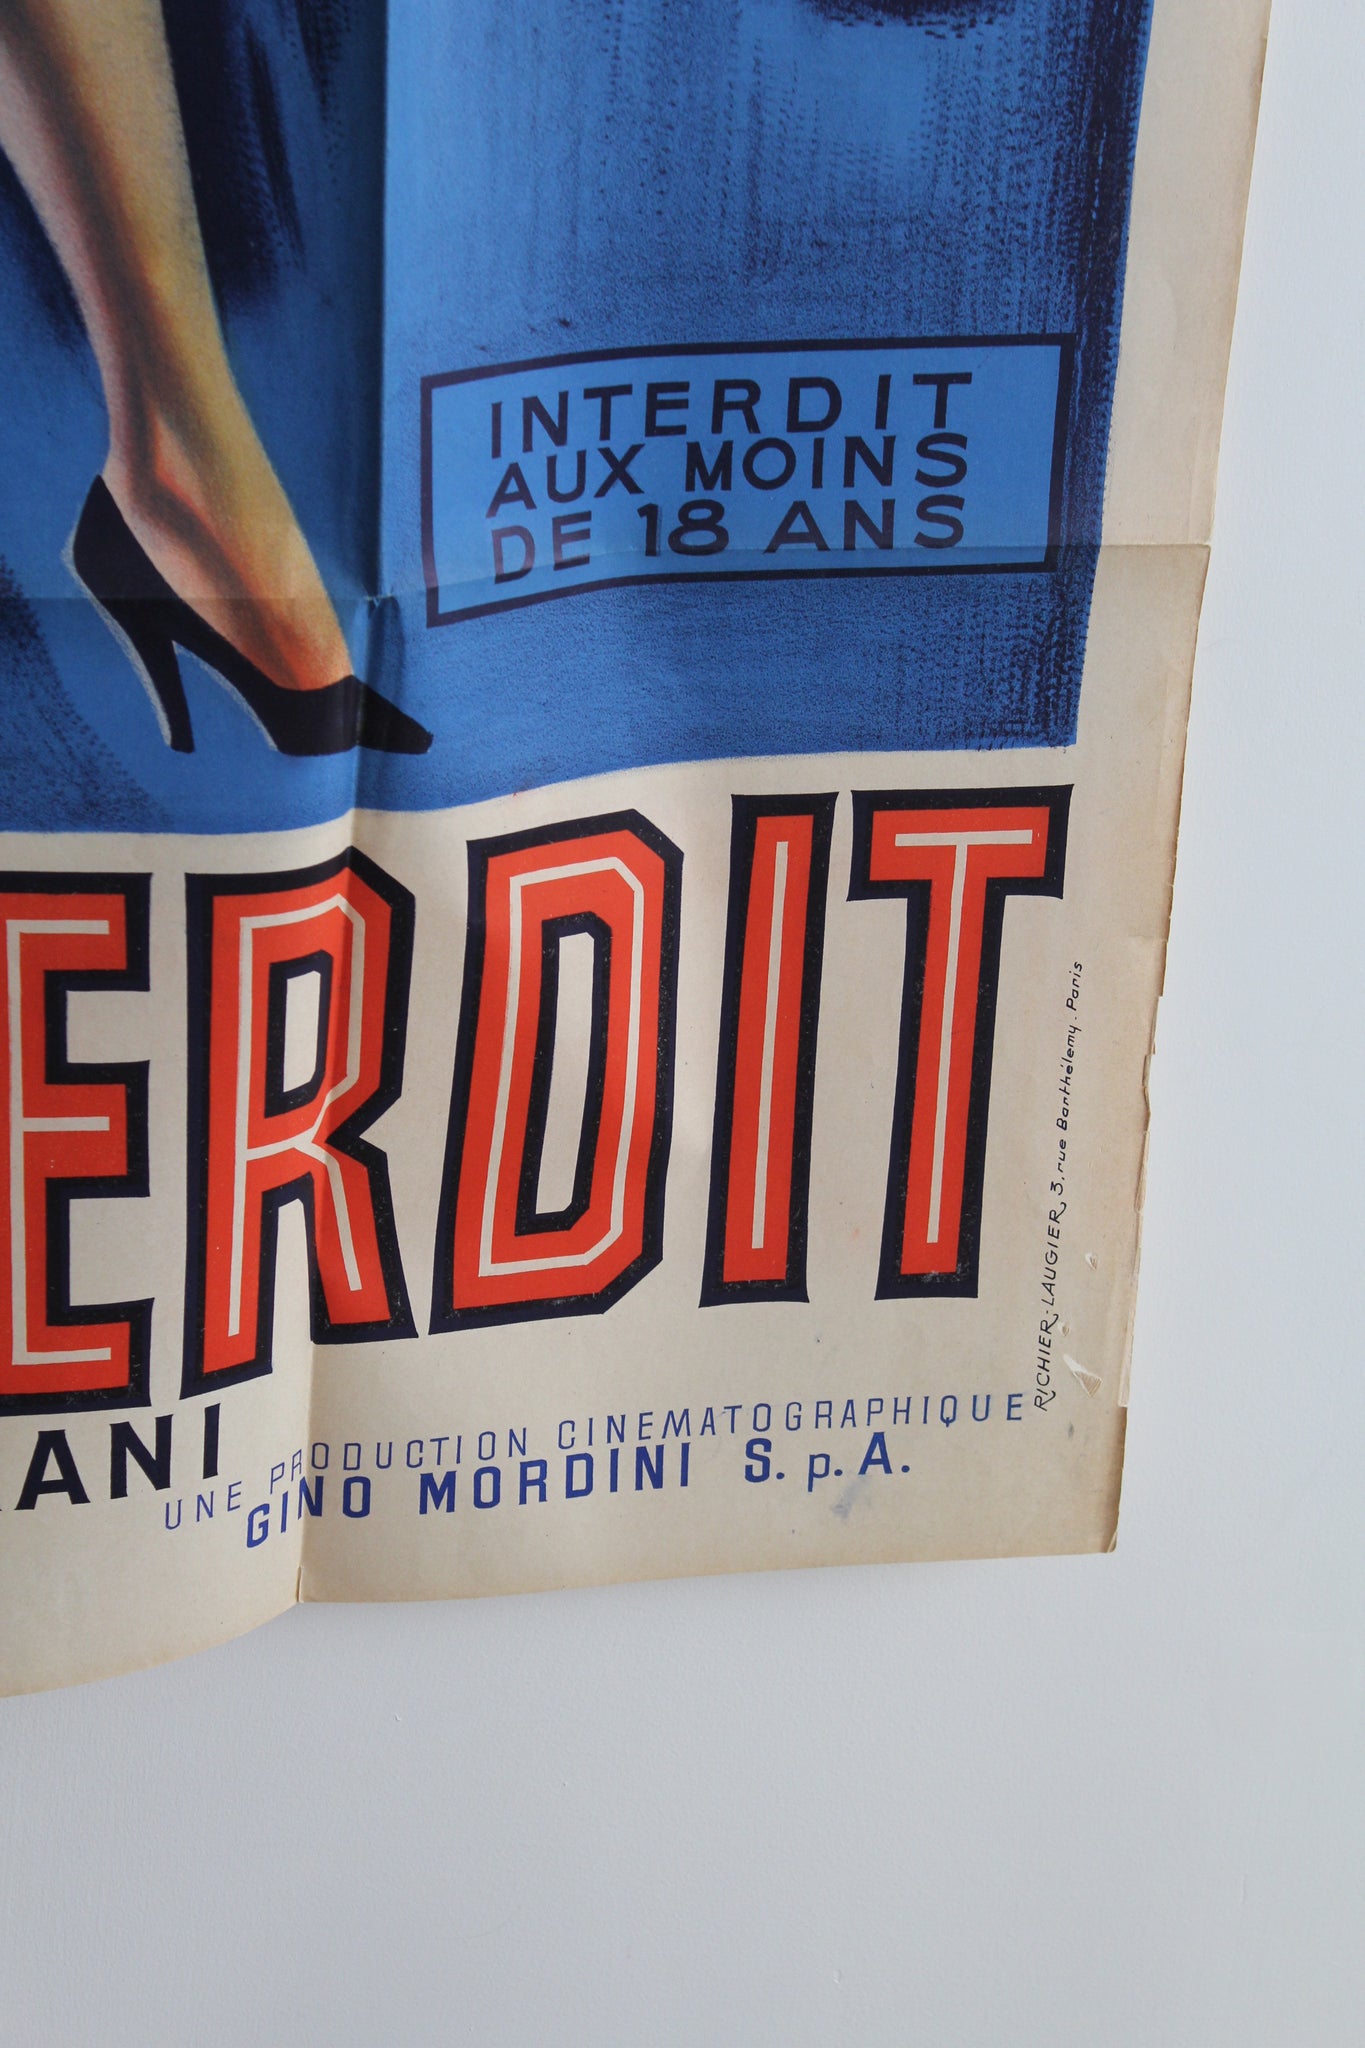 INTERDIT
AUX MOINS
DE 18 ANS
ERDIT
RICHIER-LAUGIER, 3, rue Barthélemy. Paris
ANI
UNE PRODUCTION CINEMATOGRAPHIQUE
GINO MORDINI S.p.A.